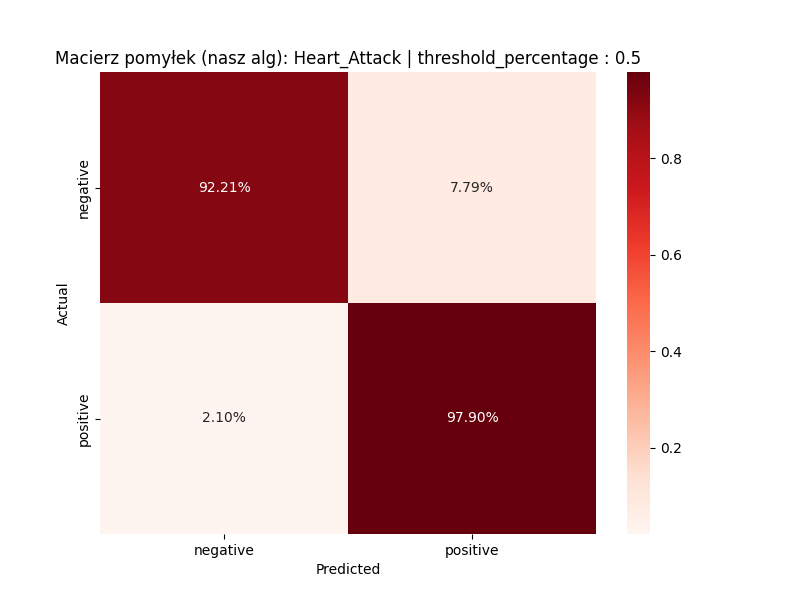 Macierz pomyłek (nasz alg): Heart_Attack | threshold_percentage : 0.5
negative
92.21%
7.79%
0.8
0.6
Actual
0.4
positive
2.10%
97.90%
0.2
negative
positive
Predicted